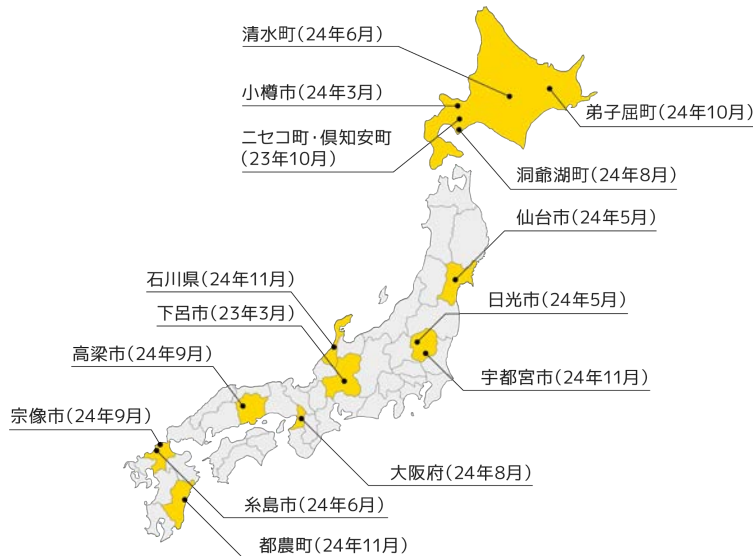 清水町(24年6月)
小樽市(24年3月)
弟子屈町(24年10月)
ニセコ町・倶知安町
(23年10月)
洞爺湖町(24年8月)
仙台市(24年5月)
石川県(24年11月)
日光市(24年5月)
下呂市(23年3月)
高梁市(24年9月)
宇都宮市(24年11月)
宗像市(24年9月)
大阪府(24年8月)
糸島市(24年6月)
都農町(24年11月)